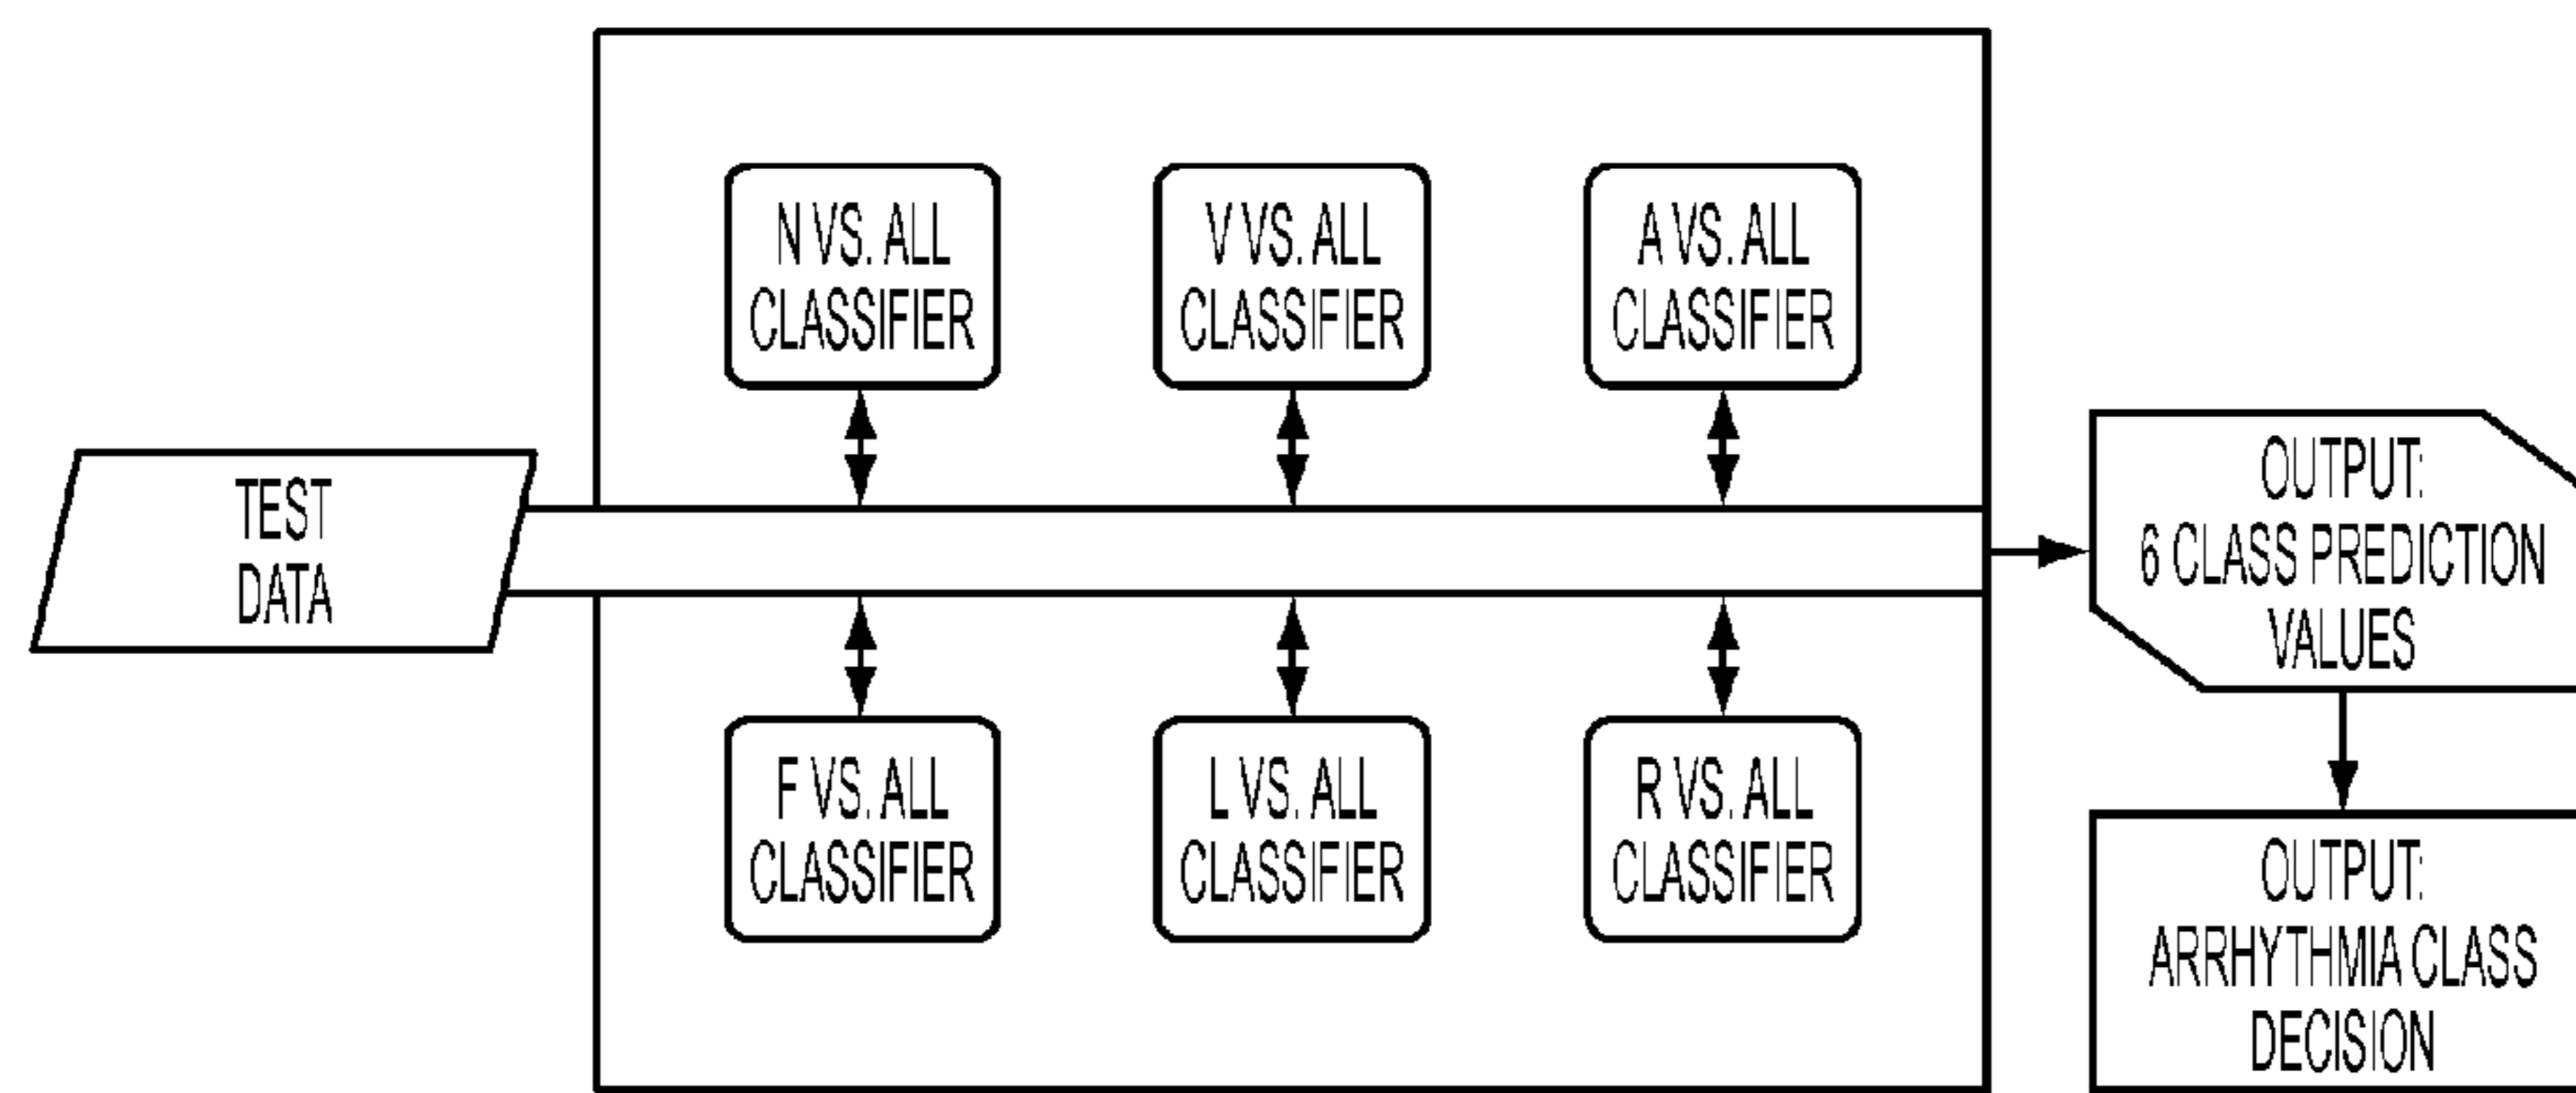 TEST
DATA
N VS. ALL
CLASSIFIER
V VS. ALL
CLASSIFIER
A VS. ALL
CLASSIFIER
F VS. ALL
CLASSIFIER
L VS. ALL
CLASSIFIER
R VS. ALL
CLASSIFIER
OUTPUT:
6 CLASS PREDICTION
VALUES
OUTPUT:
ARRHYTHMIA CLASS
DECISION